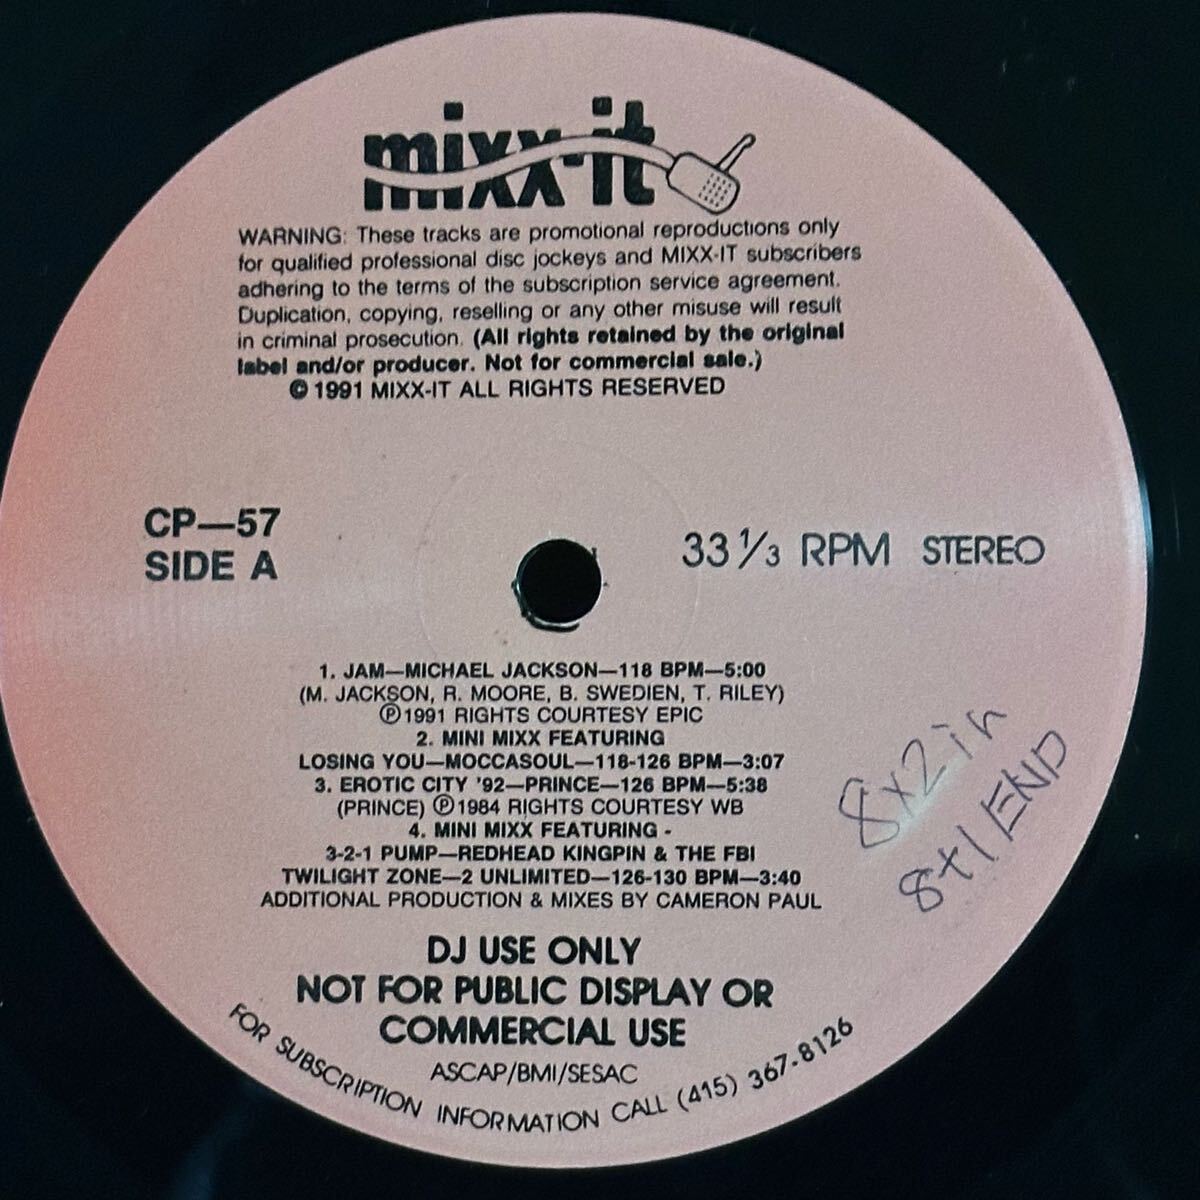 mixx-it
WARNING: These tracks are promotional reproductions only
for qualified professional disc jockeys and MIXX-IT subscribers
adhering to the terms of the subscription service agreement.
Duplication, copying, reselling or any other misuse will result
in criminal prosecution. (All rights retained by the original
label and/or producer. Not for commercial sale.)
© 1991 MIXX-IT ALL RIGHTS RESERVED
CP—57
SIDE A
33 1/3 RPM STEREO
1. JAM—MICHAEL JACKSON—118 BPM—5:00
(M. JACKSON, R. MOORE, B. SWEDIEN, T. RILEY)
℗1991 RIGHTS COURTESY EPIC
2. MINI MIXX FEATURING
LOSING YOU—MOCCASOUL—118-126 BPM—3:07
3. EROTIC CITY '92—PRINCE—126 BPM—5:38
(PRINCE) ℗1984 RIGHTS COURTESY WB
4. MINI MIXX FEATURING -
3-2-1 PUMP—REDHEAD KINGPIN & THE FBI
TWILIGHT ZONE—2 UNLIMITED—126-130 BPM—3:40
ADDITIONAL PRODUCTION & MIXES BY CAMERON PAUL
8x2in
8+1 END
DJ USE ONLY
NOT FOR PUBLIC DISPLAY OR
COMMERCIAL USE
ASCAP/BMI/SESAC
FOR SUBSCRIPTION INFORMATION CALL (415) 367-8126